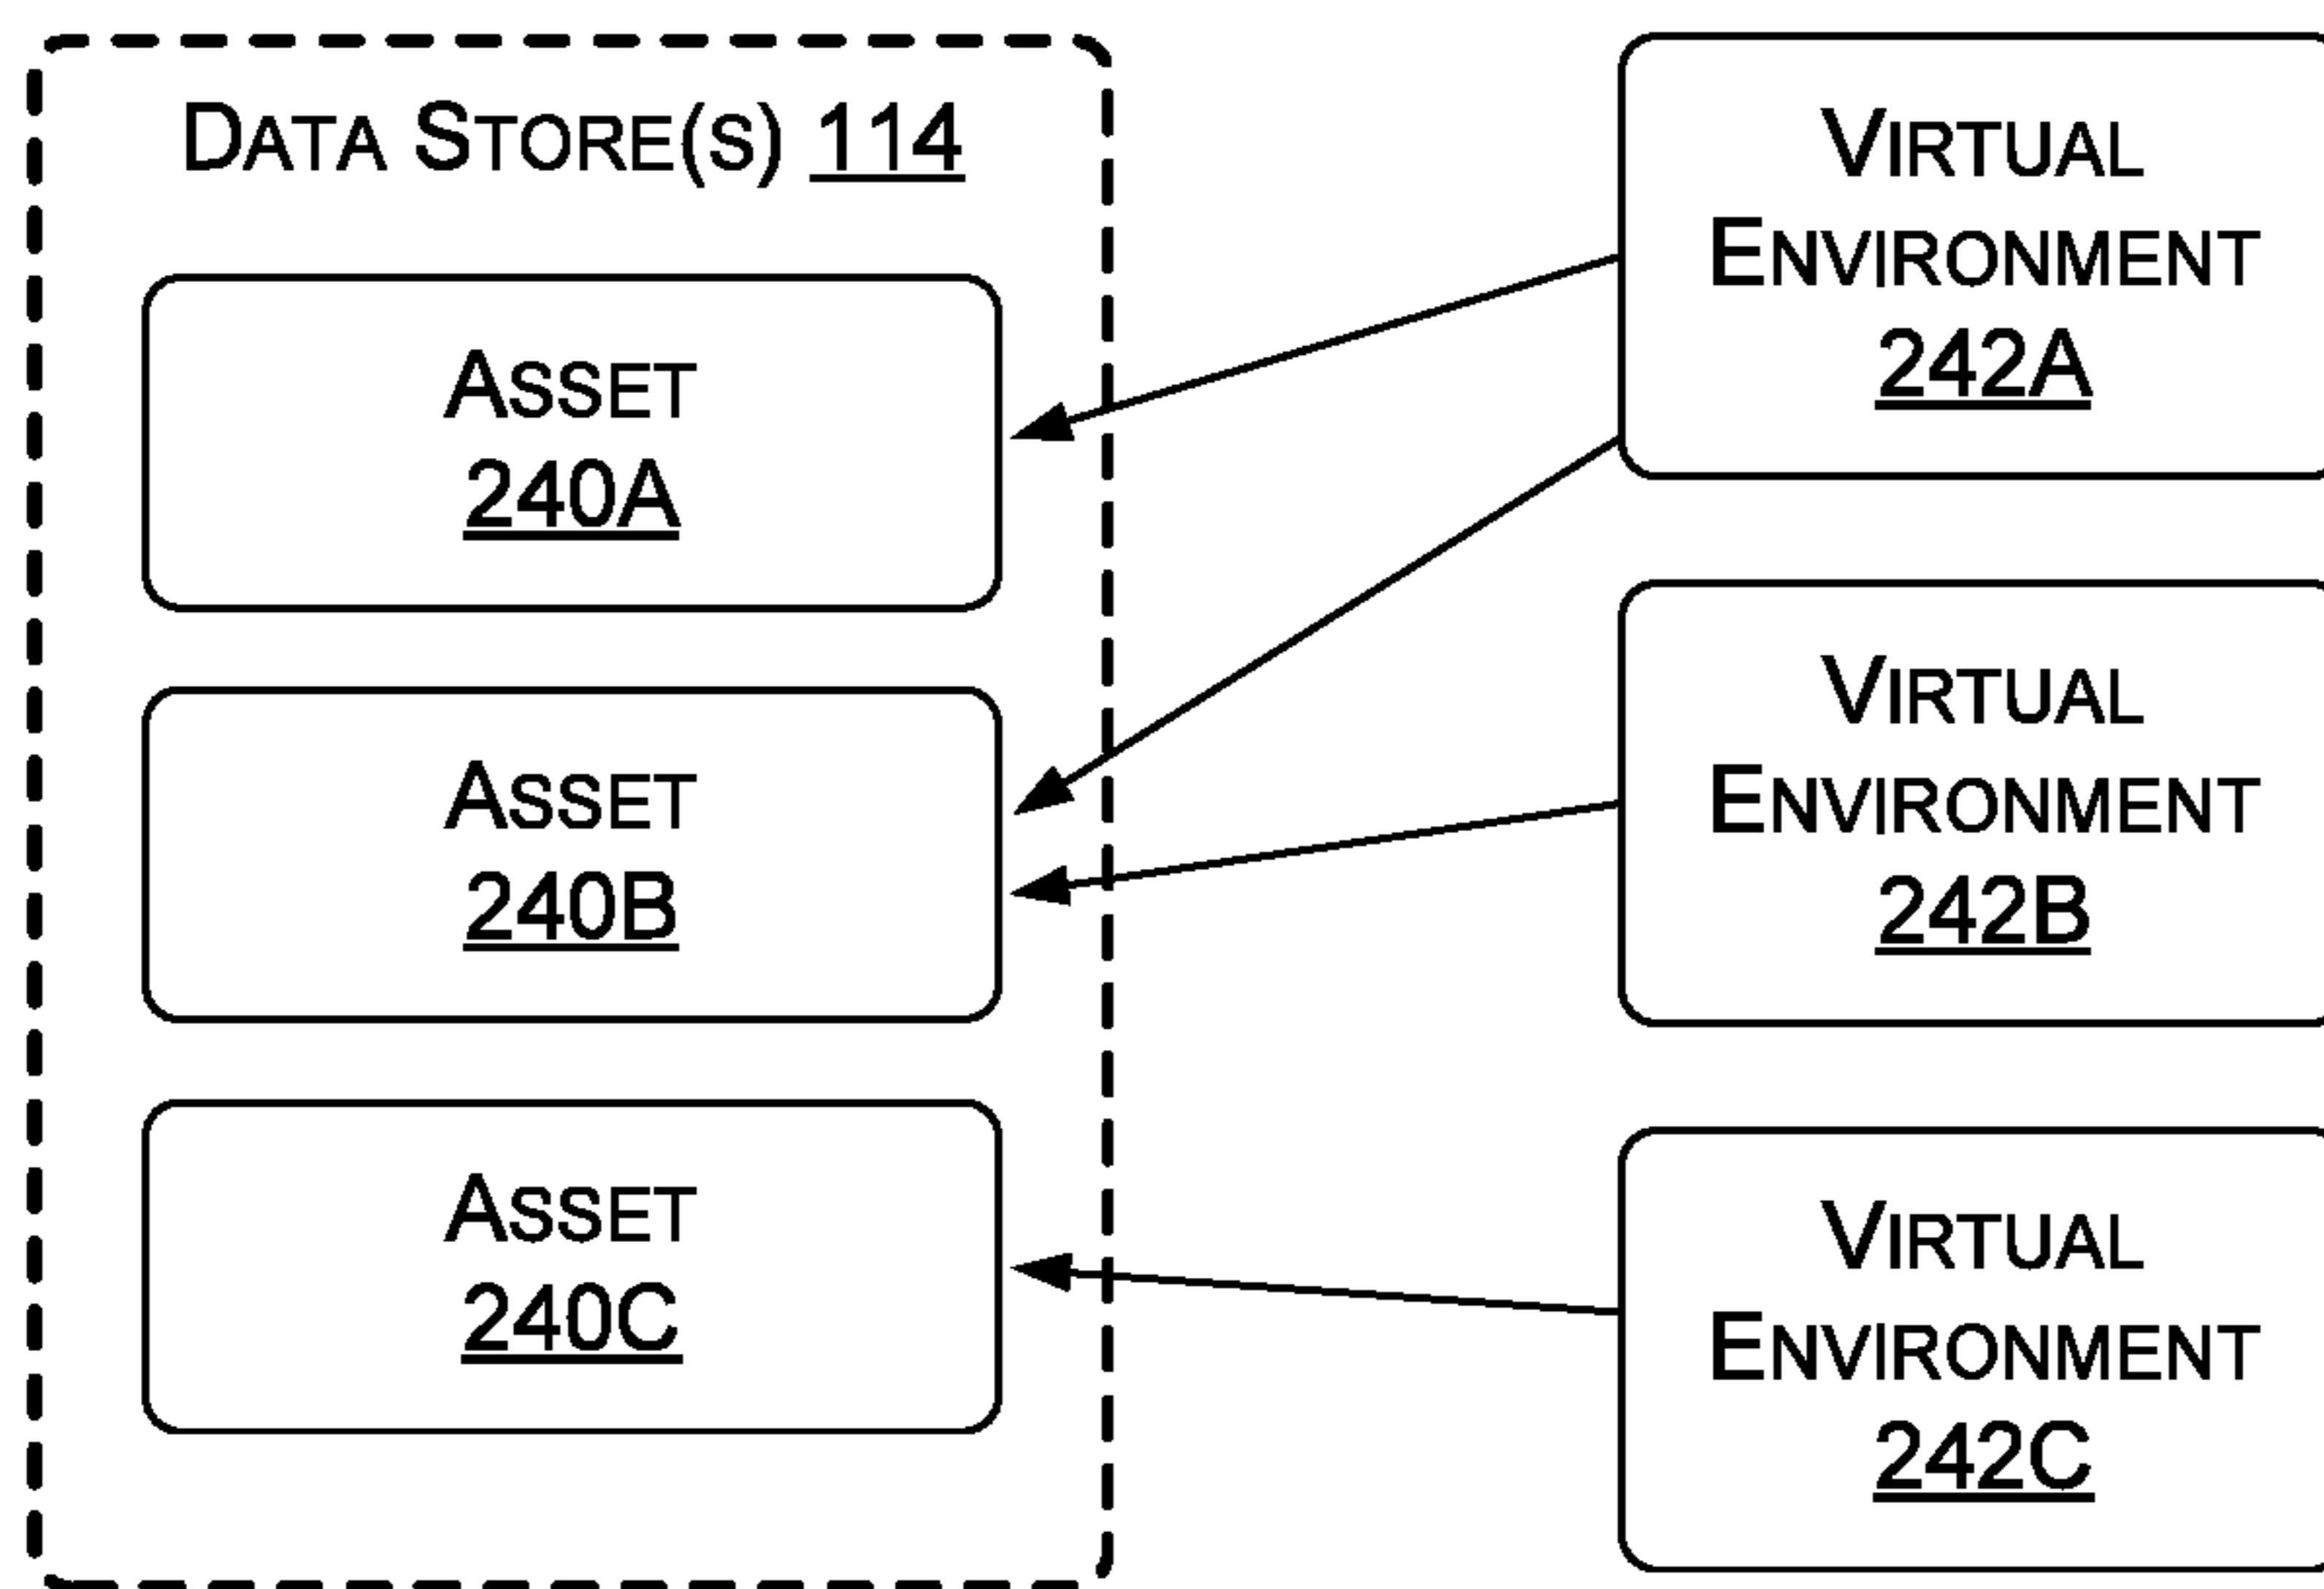 DATA STORE(S) 114
ASSET
240A
ASSET
240B
ASSET
240C
VIRTUAL
ENVIRONMENT
242A
VIRTUAL
ENVIRONMENT
242B
VIRTUAL
ENVIRONMENT
242C